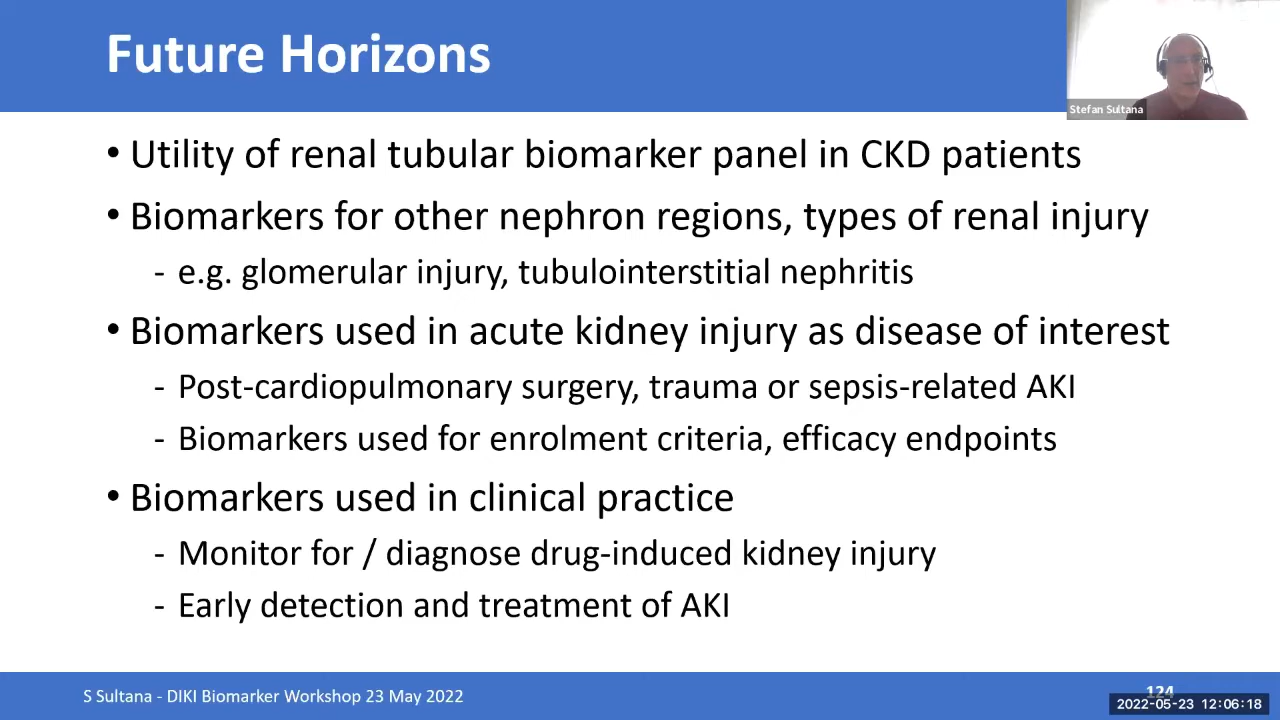 Future Horizons
Stefan Sultana
• Utility of renal tubular biomarker panel in CKD patients
• Biomarkers for other nephron regions, types of renal injury
- e.g. glomerular injury, tubulointerstitial nephritis
• Biomarkers used in acute kidney injury as disease of interest
- Post-cardiopulmonary surgery, trauma or sepsis-related AKI
- Biomarkers used for enrolment criteria, efficacy endpoints
• Biomarkers used in clinical practice
- Monitor for / diagnose drug-induced kidney injury
- Early detection and treatment of AKI
S Sultana - DIKI Biomarker Workshop 23 May 2022
124
2022-05-23 12:06:18